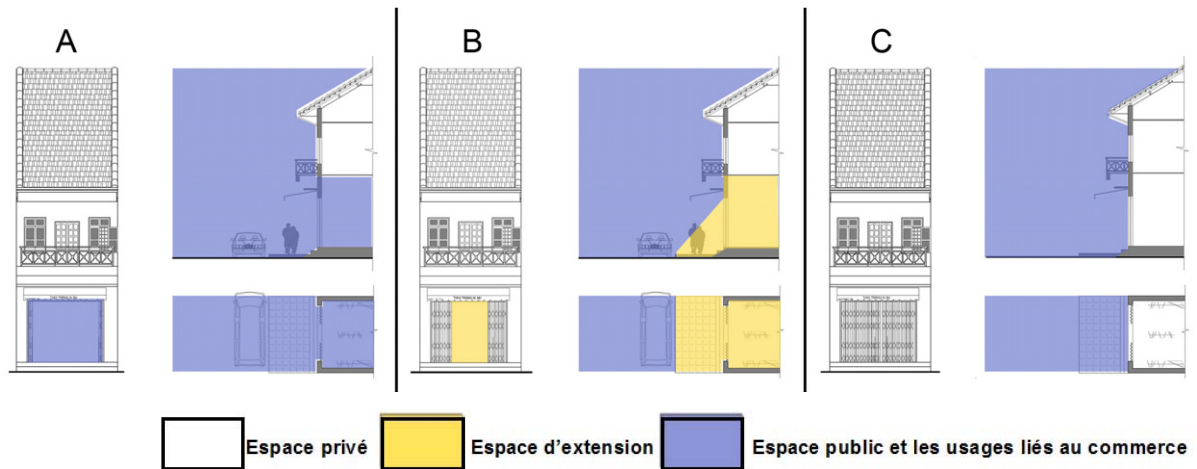 A
B
C
Espace privé
Espace d'extension
Espace public et les usages liés au commerce